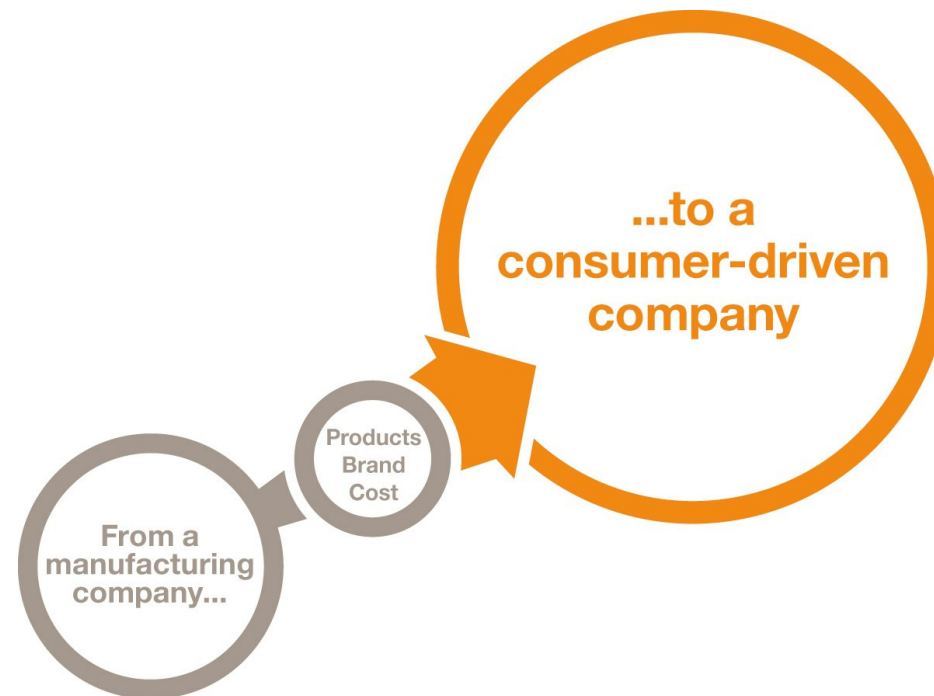 From a
manufacturing
company...
Products
Brand
Cost
...to a
consumer-driven
company